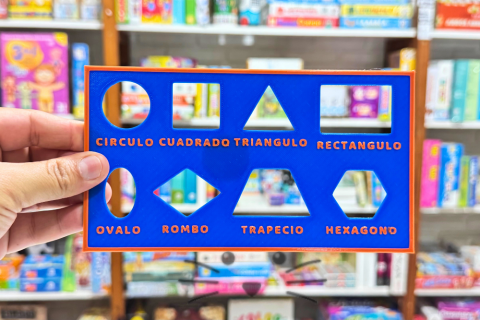 CIRCULO CUADRADO TRIANGULO RECTANGULO
OVALO ROMBO TRAPECIO HEXAGONO